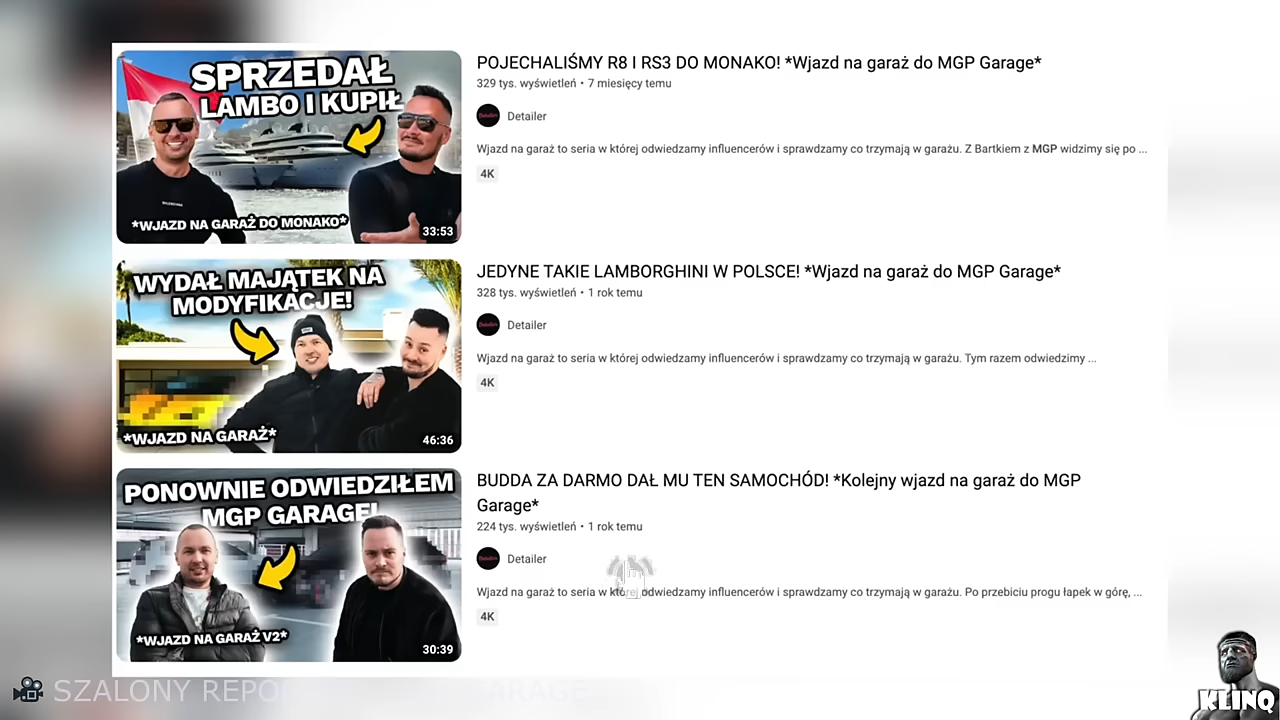 SPRZEDAŁ
LAMBO I KUPIŁ
*WJAZD NA GARAŻ DO MONAKO*
33:53
POJECHALIŚMY R8 I RS3 DO MONAKO! *Wjazd na garaż do MGP Garage*
329 tys. wyświetleń • 7 miesięcy temu
Detailer
Wjazd na garaż to seria w której odwiedzamy influencerów i sprawdzamy co trzymają w garażu. Z Bartkiem z MGP widzimy się po ...
4K
WYDAŁ MAJĄTEK NA
MODYFIKACJE!
*WJAZD NA GARAŻ*
46:36
JEDYNE TAKIE LAMBORGHINI W POLSCE! *Wjazd na garaż do MGP Garage*
328 tys. wyświetleń • 1 rok temu
Detailer
Wjazd na garaż to seria w której odwiedzamy influencerów i sprawdzamy co trzymają w garażu. Tym razem odwiedzimy ...
4K
PONOWNIE ODWIEDZIŁEM
MGP GARAGE!
*WJAZD NA GARAŻ V2*
30:39
BUDDA ZA DARMO DAŁ MU TEN SAMOCHÓD! *Kolejny wjazd na garaż do MGP
Garage*
224 tys. wyświetleń • 1 rok temu
Detailer
Wjazd na garaż to seria w której odwiedzamy influencerów i sprawdzamy co trzymają w garażu. Po przebiciu progu łapek w górę, ...
4K
SZALONY
KLINQ